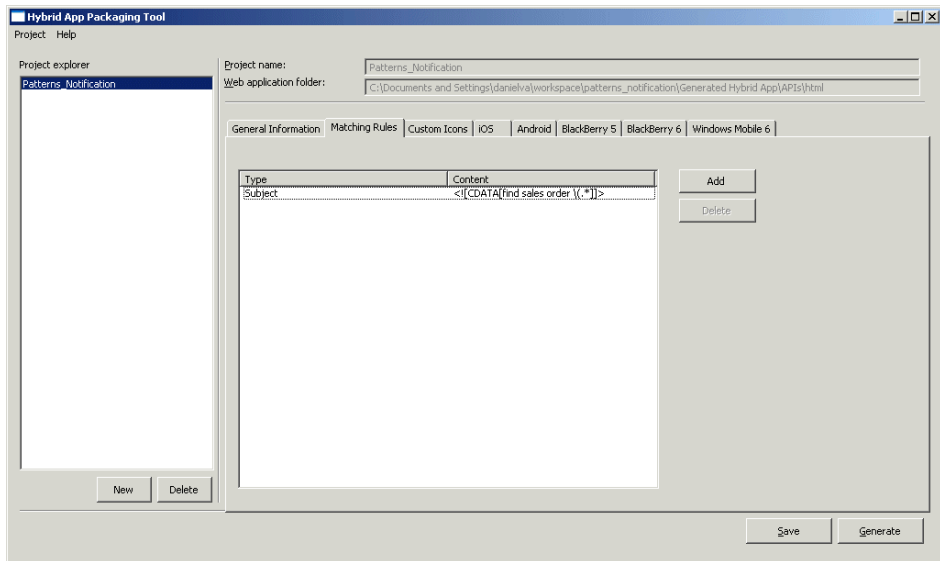 Hybrid App Packaging Tool
Project Help
Project explorer
Patterns_Notification
New Delete
Project name: Patterns_Notification
Web application folder: C:\Documents and Settings\danielva\workspace\patterns_notification\Generated Hybrid App\APIs\html
General Information Matching Rules Custom Icons iOS Android BlackBerry 5 BlackBerry 6 Windows Mobile 6
Type Content
Subject <![CDATA[find sales order \(.*]]>
Add
Delete
Save Generate